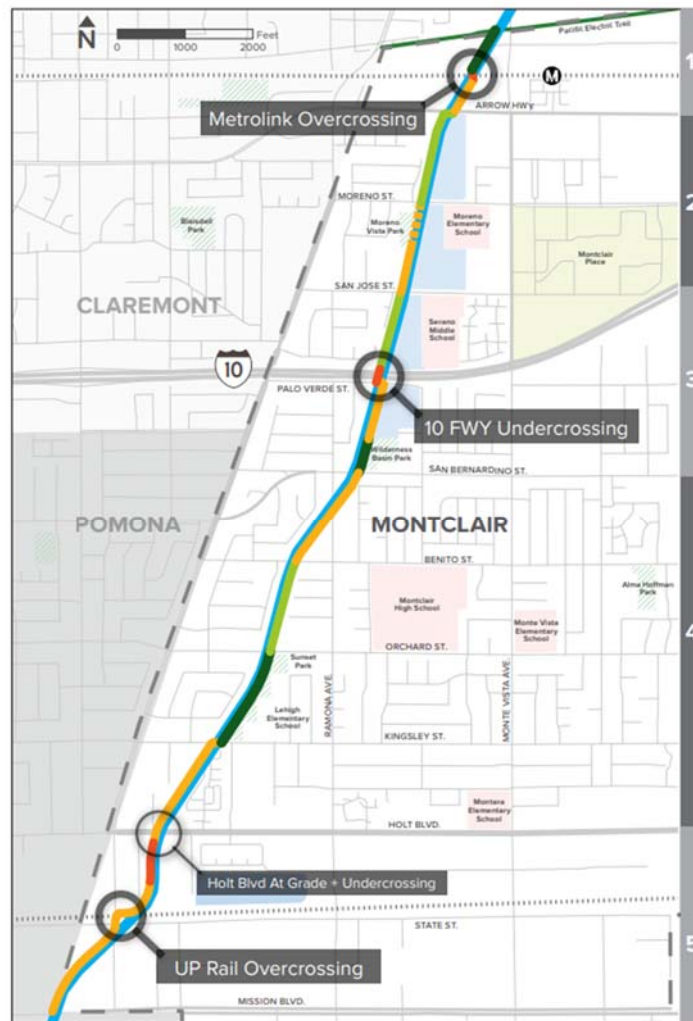 N
0 1000 2000 Feet
Pacific Electric Trail
1
M
ARROW HWY.
Metrolink Overcrossing
2
MORENO ST.
Blaisdell
Park
Moreno
Vista Park
Moreno
Elementary
School
Montclair
Place
SAN JOSE ST.
CLAREMONT
Serano
Middle
School
10
3
PALO VERDE ST.
10 FWY Undercrossing
Wilderness
Basin Park
SAN BERNARDINO ST.
POMONA
MONTCLAIR
BENITO ST.
Alma Hoffman
Park
Montclair
High School
Monte Vista
Elementary
School
4
ORCHARD ST.
Sunset
Park
RAMONA AVE.
MONTE VISTA AVE.
Lehigh
Elementary
School
KINGSLEY ST.
Montera
Elementary
School
HOLT BLVD.
Holt Blvd At Grade + Undercrossing
STATE ST.
5
UP Rail Overcrossing
MISSION BLVD.